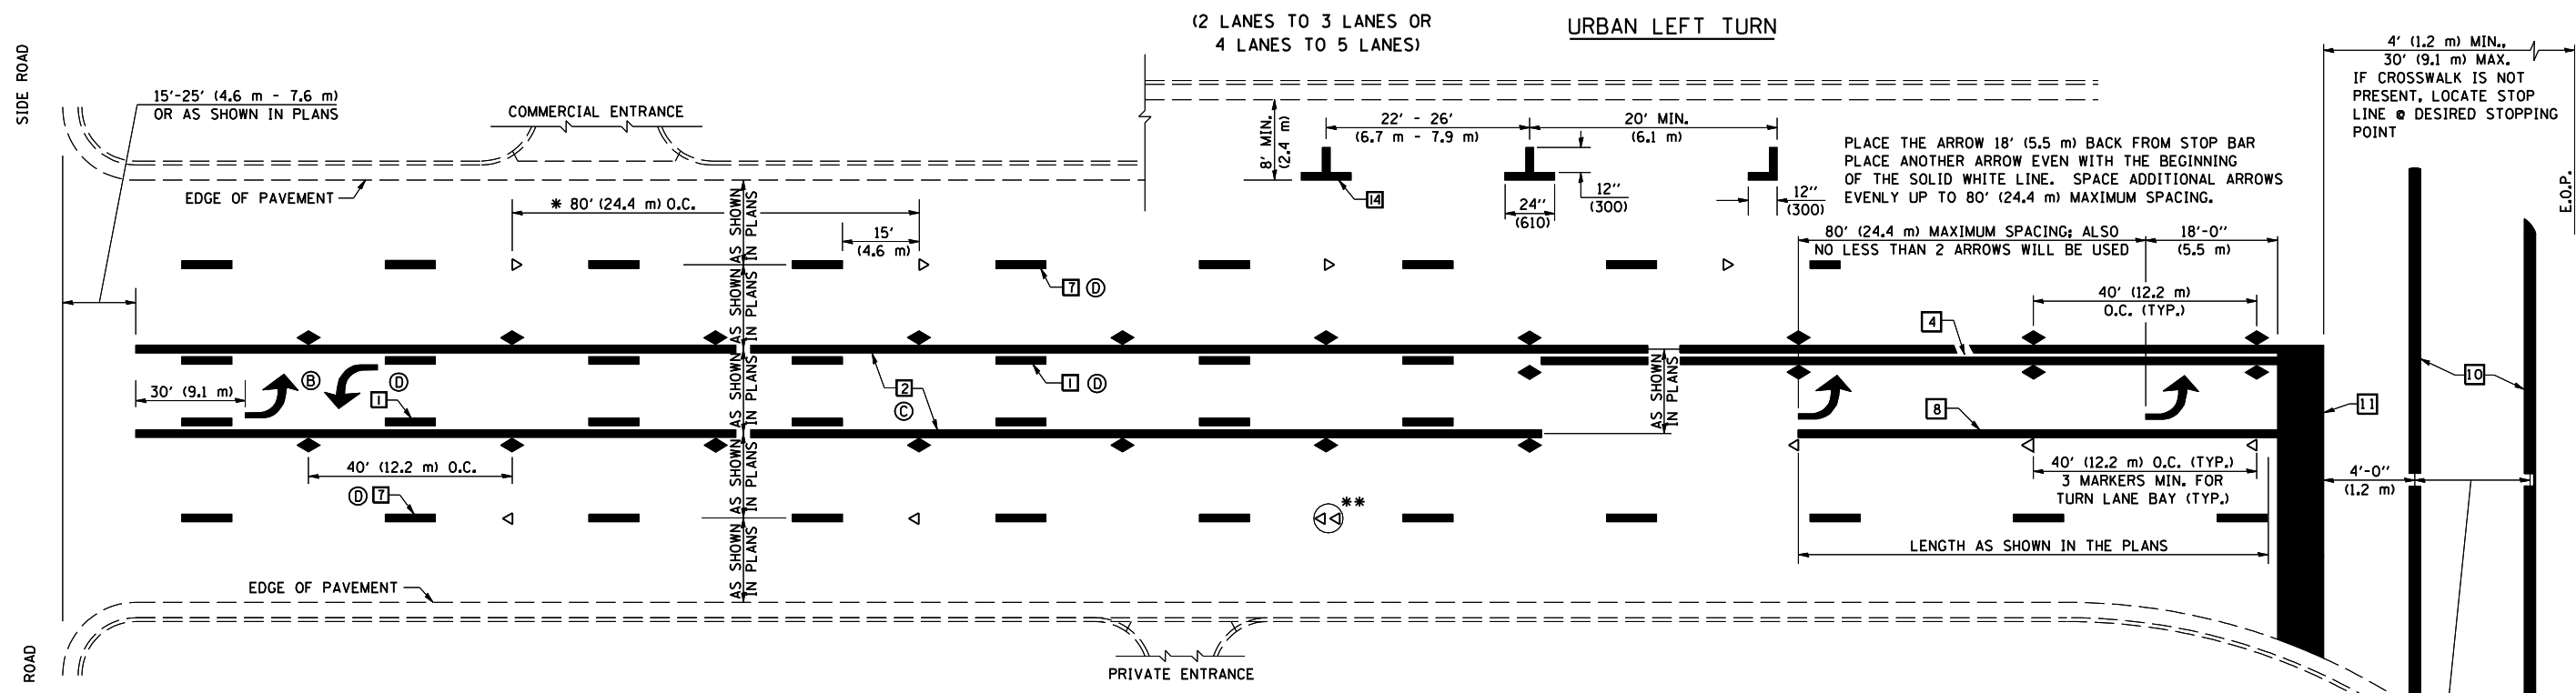 (2 LANES TO 3 LANES OR
4 LANES TO 5 LANES)
URBAN LEFT TURN
SIDE ROAD
15'-25' (4.6 m - 7.6 m)
OR AS SHOWN IN PLANS
COMMERCIAL ENTRANCE
EDGE OF PAVEMENT
* 80' (24.4 m) O.C.
15'
(4.6 m)
8' MIN.
(2.4 m)
22' - 26'
(6.7 m - 7.9 m)
20' MIN.
(6.1 m)
14
24''
(610)
12''
(300)
12''
(300)
4' (1.2 m) MIN.,
30' (9.1 m) MAX.
IF CROSSWALK IS NOT
PRESENT, LOCATE STOP
LINE @ DESIRED STOPPING
POINT
E.O.P.
PLACE THE ARROW 18' (5.5 m) BACK FROM STOP BAR
PLACE ANOTHER ARROW EVEN WITH THE BEGINNING
OF THE SOLID WHITE LINE. SPACE ADDITIONAL ARROWS
EVENLY UP TO 80' (24.4 m) MAXIMUM SPACING.
80' (24.4 m) MAXIMUM SPACING; ALSO
NO LESS THAN 2 ARROWS WILL BE USED
18'-0''
(5.5 m)
AS SHOWN
IN PLANS
AS SHOWN
IN PLANS
AS SHOWN
IN PLANS
AS SHOWN
IN PLANS
AS SHOWN
IN PLANS
7 D
40' (12.2 m)
O.C. (TYP.)
4
30' (9.1 m)
B
D
1
1 D
2
C
AS SHOWN
IN PLANS
8
10
11
40' (12.2 m) O.C.
D 7
**
40' (12.2 m) O.C. (TYP.)
3 MARKERS MIN. FOR
TURN LANE BAY (TYP.)
4'-0''
(1.2 m)
LENGTH AS SHOWN IN THE PLANS
EDGE OF PAVEMENT
PRIVATE ENTRANCE
ROAD